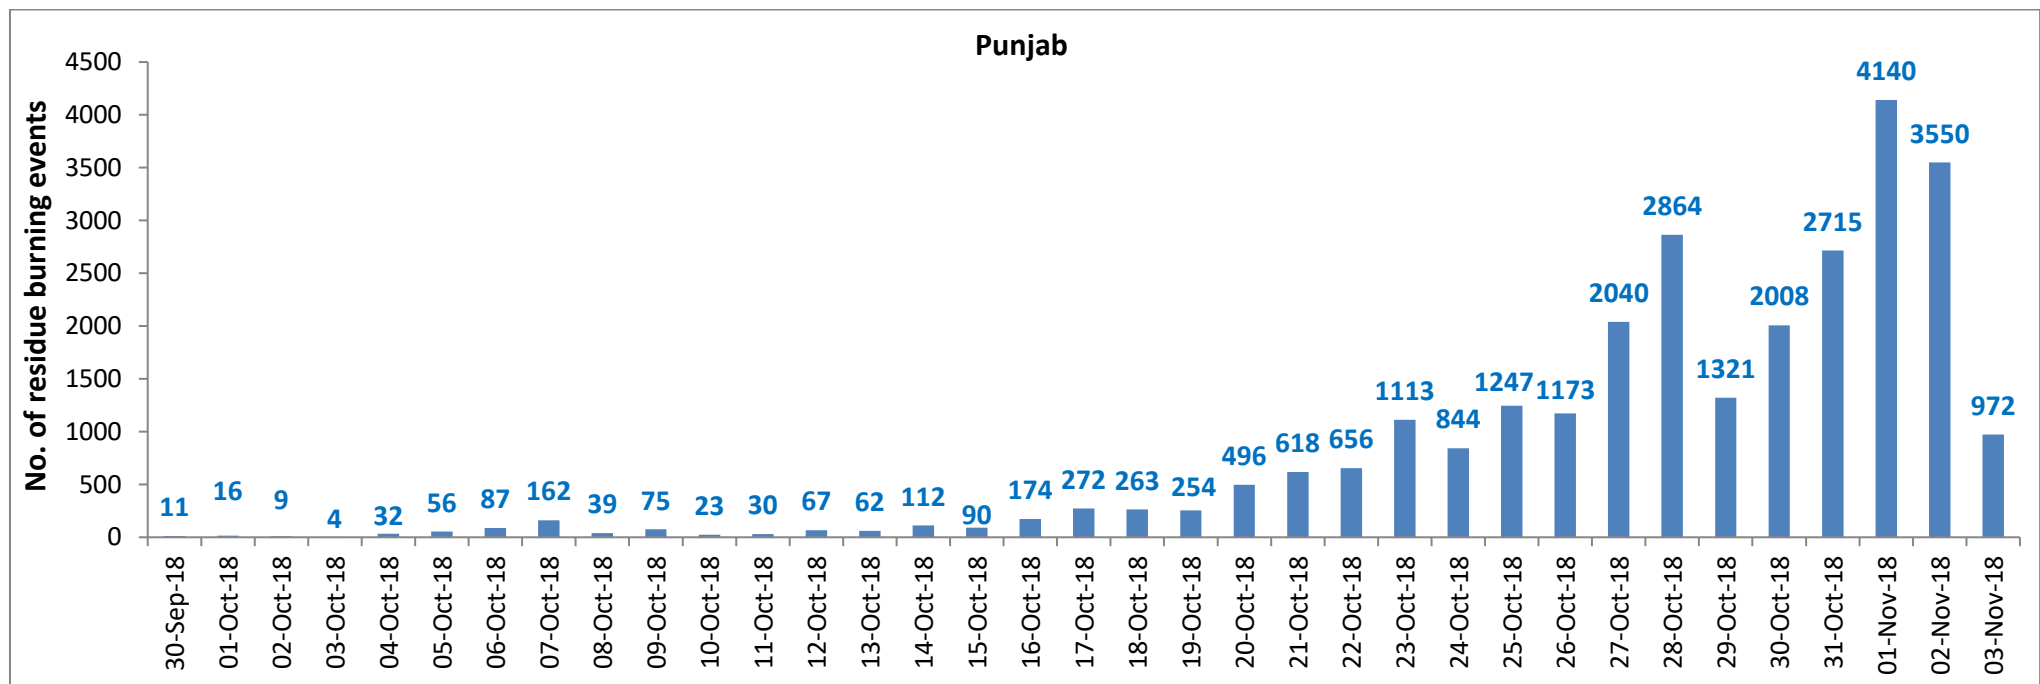 Punjab
No. of residue burning events
4500
4000
3500
3000
2500
2000
1500
1000
500
0
11
16
9
4
32
56
87
162
39
75
23
30
67
62
112
90
174
272
263
254
496
618
656
1113
844
1247
1173
2040
2864
1321
2008
2715
4140
3550
972
30-Sep-18
01-Oct-18
02-Oct-18
03-Oct-18
04-Oct-18
05-Oct-18
06-Oct-18
07-Oct-18
08-Oct-18
09-Oct-18
10-Oct-18
11-Oct-18
12-Oct-18
13-Oct-18
14-Oct-18
15-Oct-18
16-Oct-18
17-Oct-18
18-Oct-18
19-Oct-18
20-Oct-18
21-Oct-18
22-Oct-18
23-Oct-18
24-Oct-18
25-Oct-18
26-Oct-18
27-Oct-18
28-Oct-18
29-Oct-18
30-Oct-18
31-Oct-18
01-Nov-18
02-Nov-18
03-Nov-18